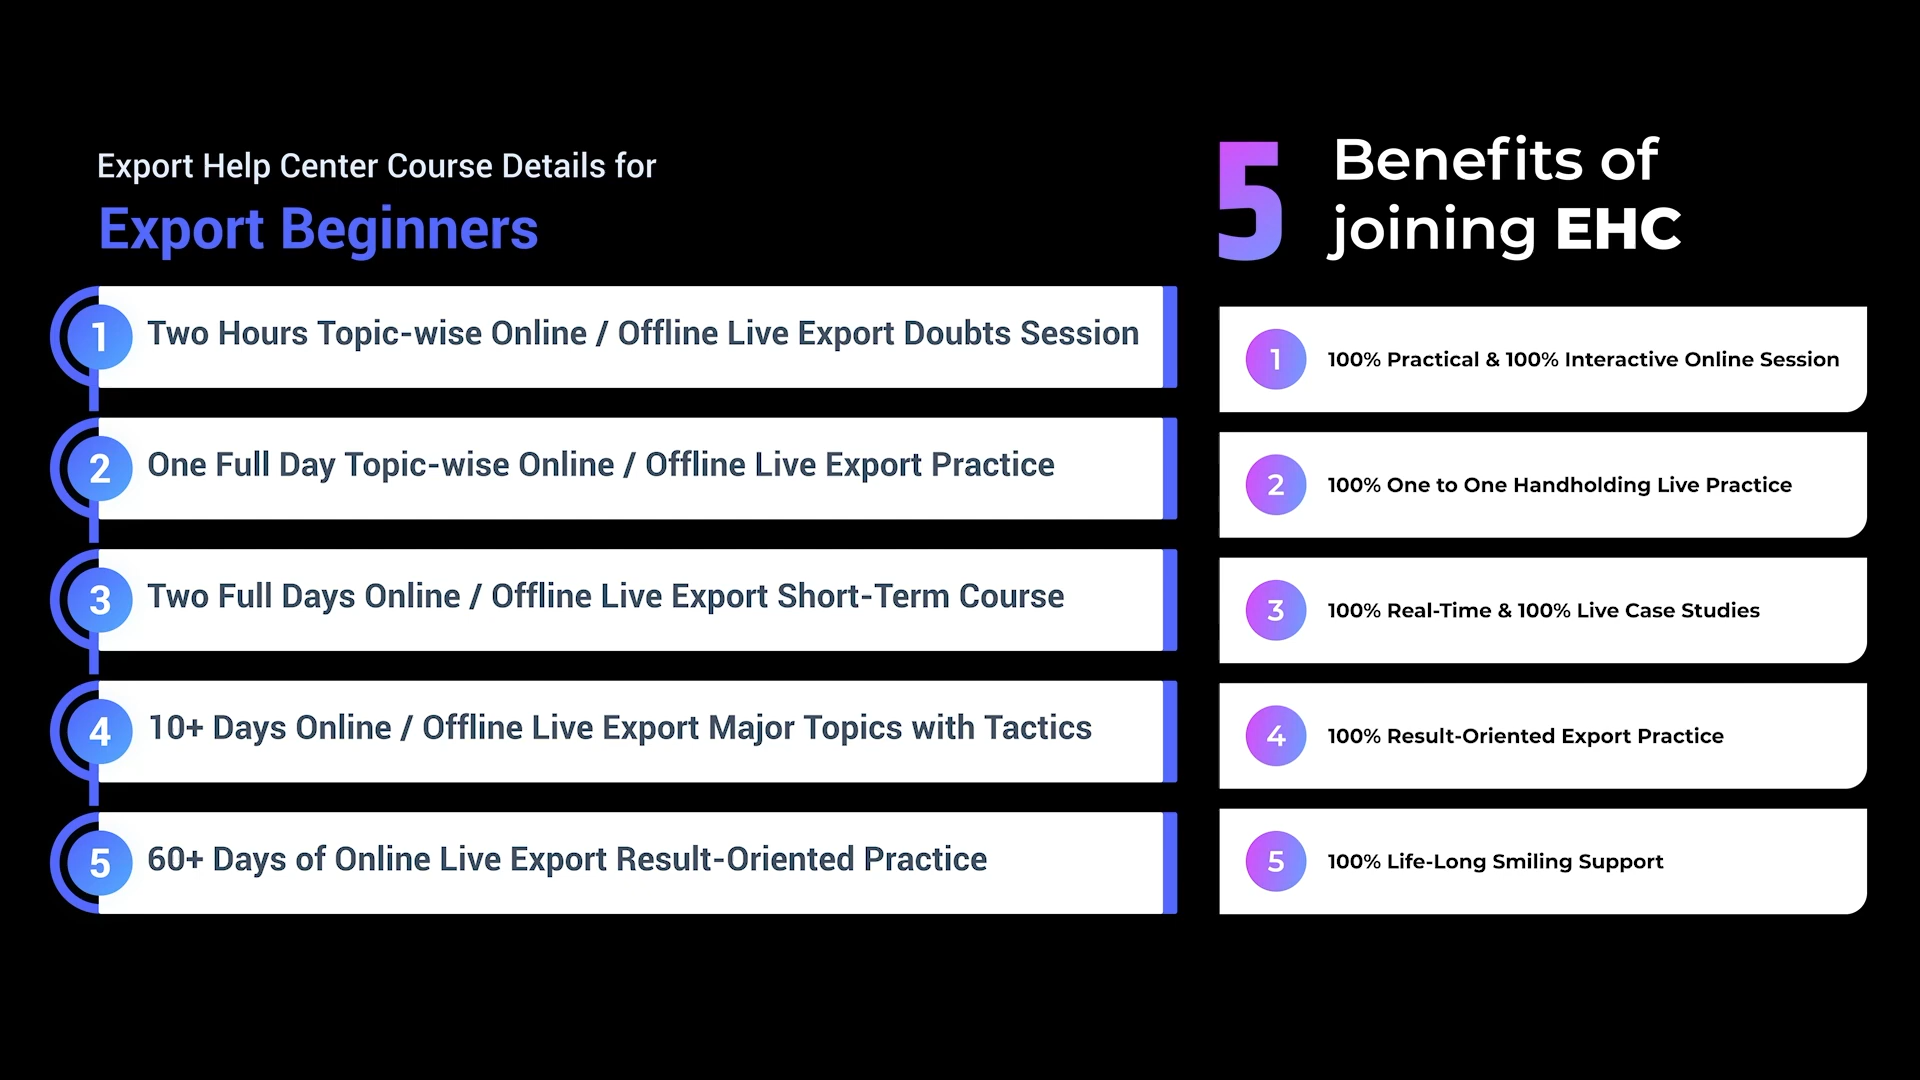 Export Help Center Course Details for
Export Beginners
1 Two Hours Topic-wise Online / Offline Live Export Doubts Session
2 One Full Day Topic-wise Online / Offline Live Export Practice
3 Two Full Days Online / Offline Live Export Short-Term Course
4 10+ Days Online / Offline Live Export Major Topics with Tactics
5 60+ Days of Online Live Export Result-Oriented Practice
5 Benefits of
joining EHC
1 100% Practical & 100% Interactive Online Session
2 100% One to One Handholding Live Practice
3 100% Real-Time & 100% Live Case Studies
4 100% Result-Oriented Export Practice
5 100% Life-Long Smiling Support